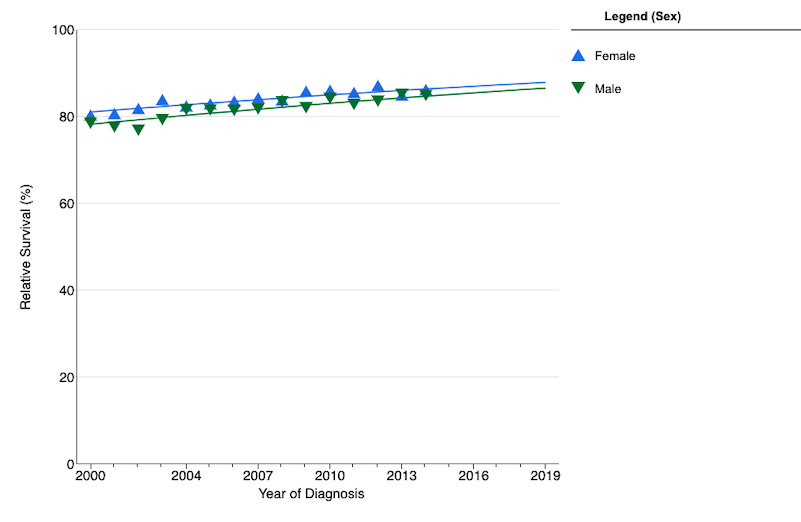 Legend (Sex)
Female
Male
100
80
60
40
20
0
Relative Survival (%)
2000 2004 2007 2010 2013 2016 2019
Year of Diagnosis